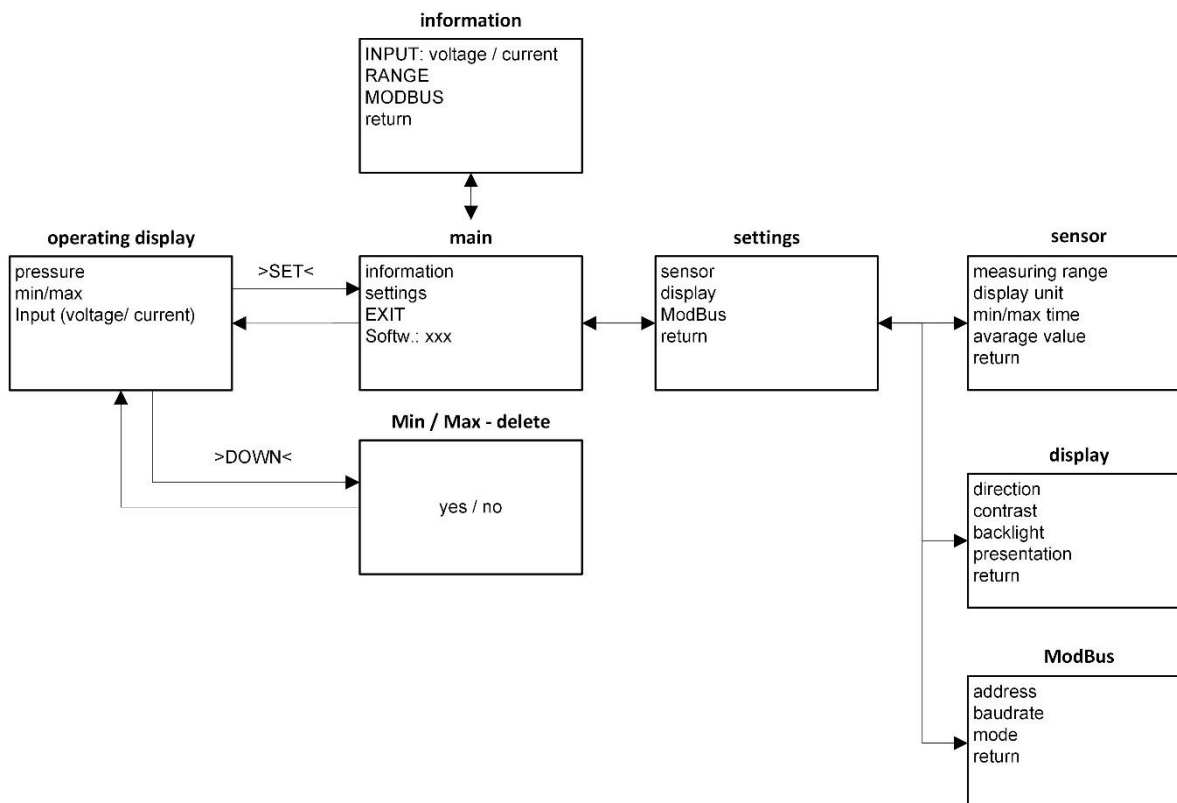 information
INPUT: voltage / current
RANGE
MODBUS
return
operating display
pressure
min/max
Input (voltage/ current)
>SET<
main
information
settings
EXIT
Softw.: xxx
settings
sensor
display
ModBus
return
sensor
measuring range
display unit
min/max time
avarage value
return
>DOWN<
Min / Max - delete
yes / no
display
direction
contrast
backlight
presentation
return
ModBus
address
baudrate
mode
return